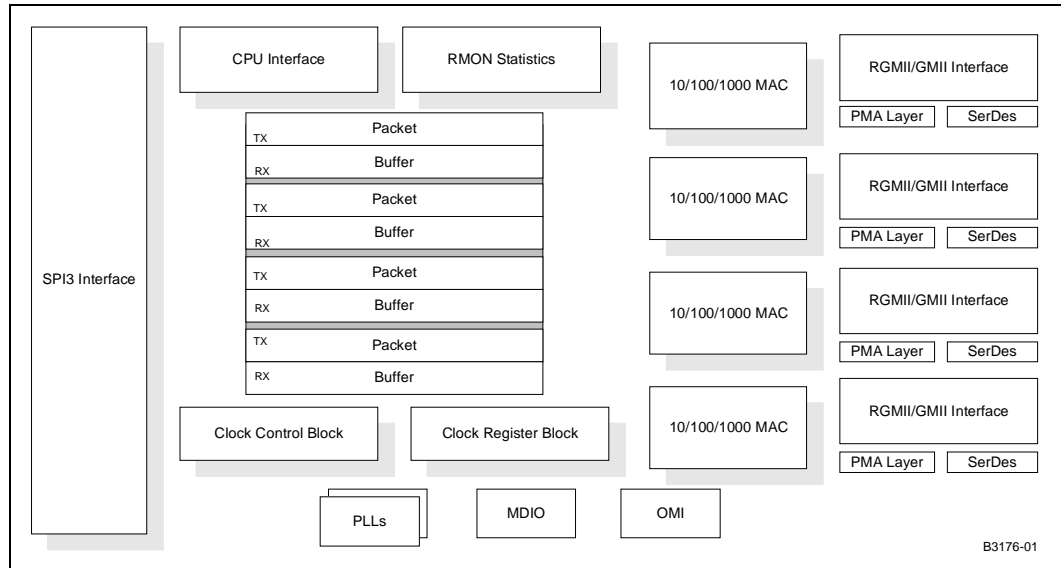 SPI3 Interface
CPU Interface
RMON Statistics
TX
Packet
RX
Buffer
TX
Packet
RX
Buffer
TX
Packet
RX
Buffer
TX
Packet
RX
Buffer
Clock Control Block
Clock Register Block
PLLs
MDIO
OMI
10/100/1000 MAC
RGMII/GMII Interface
PMA Layer
SerDes
10/100/1000 MAC
RGMII/GMII Interface
PMA Layer
SerDes
10/100/1000 MAC
RGMII/GMII Interface
PMA Layer
SerDes
10/100/1000 MAC
RGMII/GMII Interface
PMA Layer
SerDes
B3176-01